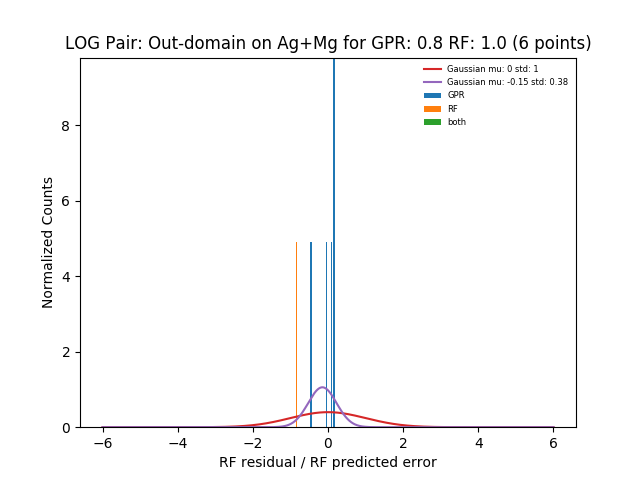 LOG Pair: Out-domain on Ag+Mg for GPR: 0.8 RF: 1.0 (6 points)
Gaussian mu: 0 std: 1
Gaussian mu: -0.15 std: 0.38
GPR
RF
both
Normalized Counts
8
6
4
2
0
−6 −4 −2 0 2 4 6
RF residual / RF predicted error